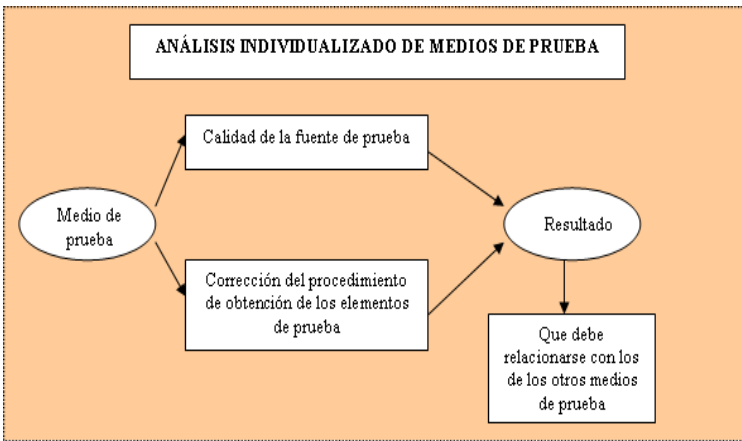 ANÁLISIS INDIVIDUALIZADO DE MEDIOS DE PRUEBA
Calidad de la fuente de prueba
Medio de
prueba
Resultado
Corrección del procedimiento
de obtención de los elementos
de prueba
Que debe
relacionarse con los
de los otros medios
de prueba